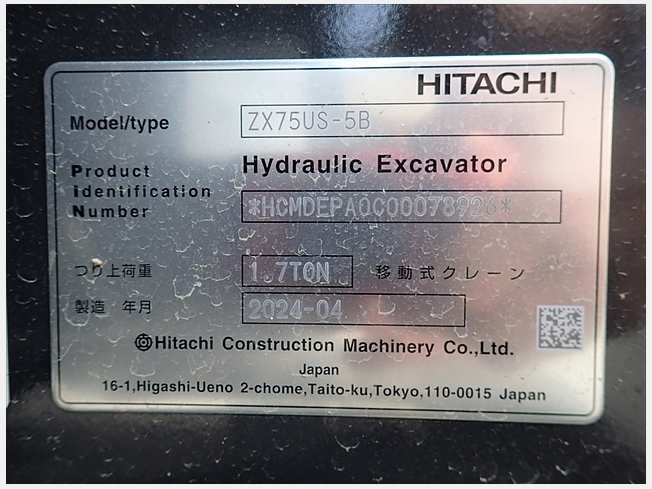 HITACHI
Model/type ZX75US-5B
Hydraulic Excavator
Product
Identification
Number *HCMDEPA0C00078926*
つり上荷重 1.7TON 移動式クレーン
製造 年月 2024-04
Hitachi Construction Machinery Co.,Ltd.
Japan
16-1,Higashi-Ueno 2-chome,Taito-ku,Tokyo,110-0015 Japan